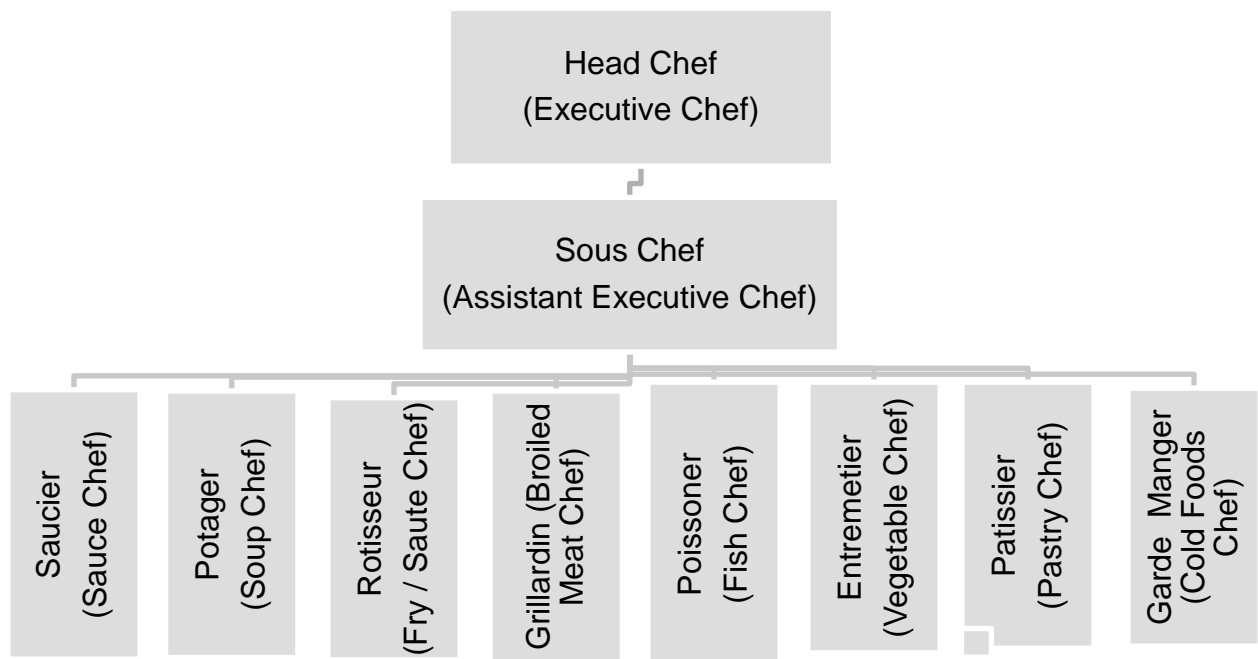 Head Chef
(Executive Chef)
Sous Chef
(Assistant Executive Chef)
Saucier
(Sauce Chef)
Potager
(Soup Chef)
Rotisseur
(Fry / Saute Chef)
Grillardin (Broiled
Meat Chef)
Poissoner
(Fish Chef)
Entremetier
(Vegetable Chef)
Patissier
(Pastry Chef)
Garde Manger
(Cold Foods
Chef)